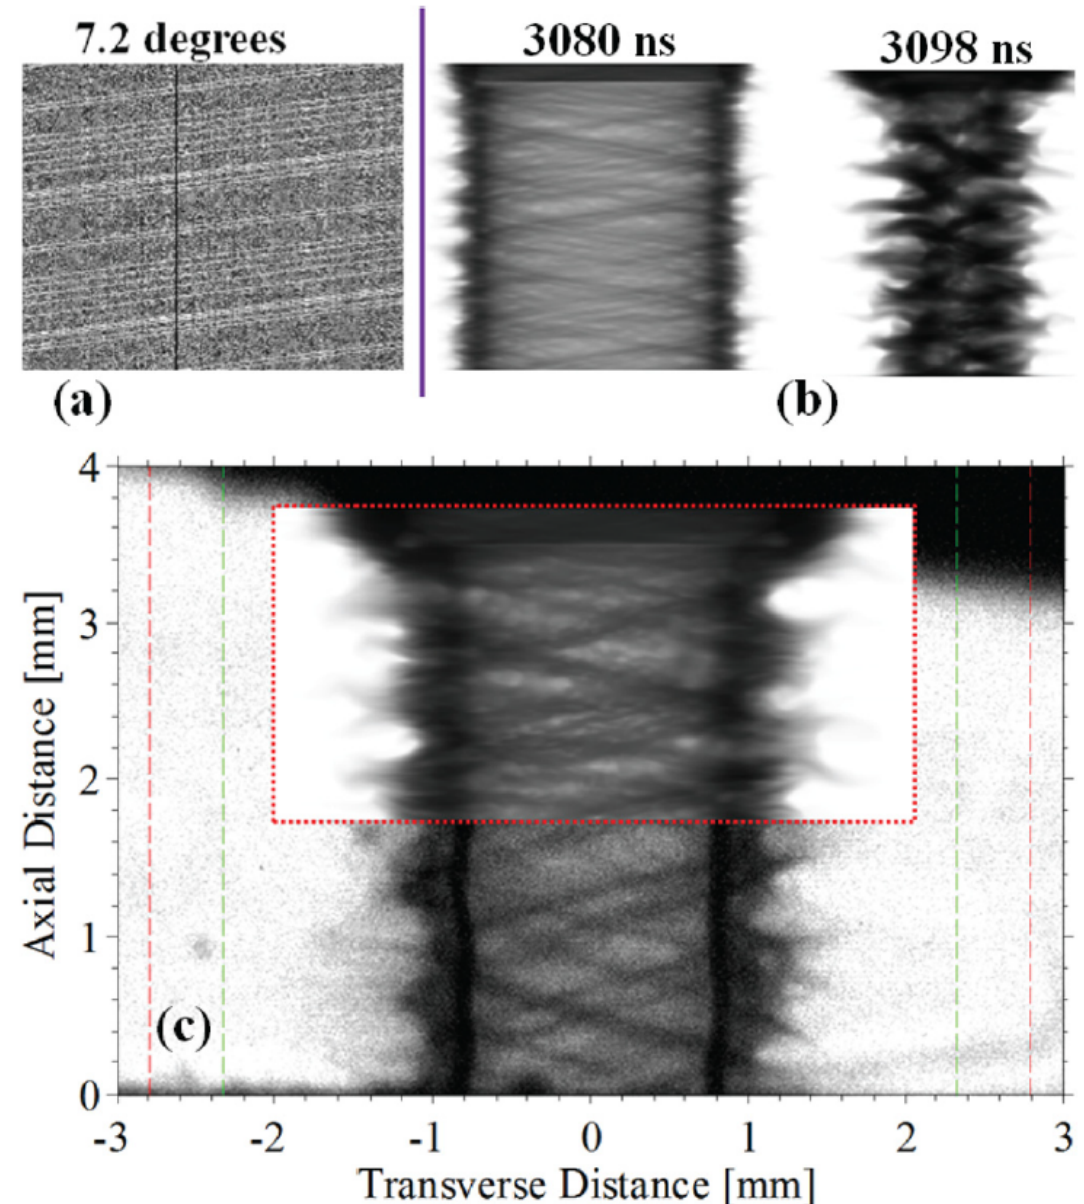 7.2 degrees
3080 ns
3098 ns
(a)
(b)
4
3
2
1
0
Axial Distance [mm]
(c)
-3 -2 -1 0 1 2 3
Transverse Distance [mm]